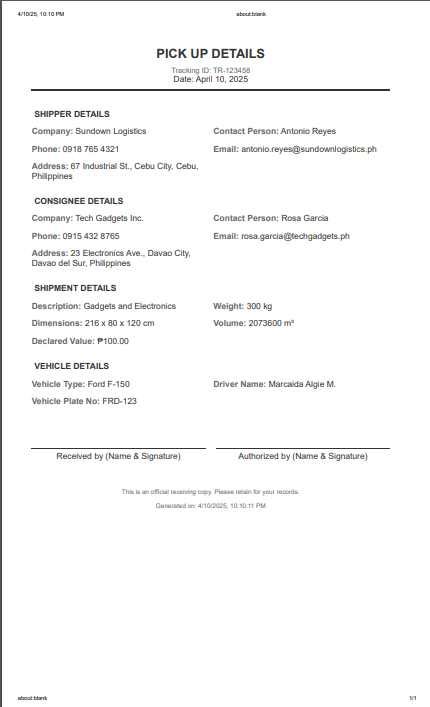 4/10/25, 10:10 PM about:blank
PICK UP DETAILS
Tracking ID: TR-123458
Date: April 10, 2025
SHIPPER DETAILS
Company: Sundown Logistics Contact Person: Antonio Reyes
Phone: 0918 765 4321 Email: antonio.reyes@sundownlogistics.ph
Address: 67 Industrial St., Cebu City, Cebu,
Philippines
CONSIGNEE DETAILS
Company: Tech Gadgets Inc. Contact Person: Rosa Garcia
Phone: 0915 432 8765 Email: rosa.garcia@techgadgets.ph
Address: 23 Electronics Ave., Davao City,
Davao del Sur, Philippines
SHIPMENT DETAILS
Description: Gadgets and Electronics Weight: 300 kg
Dimensions: 216 x 80 x 120 cm Volume: 2073600 m³
Declared Value: ₱100.00
VEHICLE DETAILS
Vehicle Type: Ford F-150 Driver Name: Marcaida Algie M.
Vehicle Plate No: FRD-123
Received by (Name & Signature) Authorized by (Name & Signature)
This is an official receiving copy. Please retain for your records.
Generated on: 4/10/2025, 10:10:11 PM
about:blank 1/1